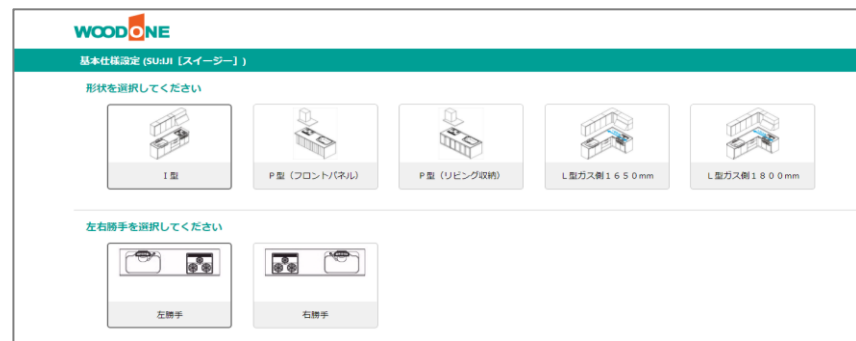 WOODONE
基本仕様設定 (SU:IJI［スイージー］)
形状を選択してください
I型
P型（フロントパネル）
P型（リビング収納）
L型ガス側１６５０mm
L型ガス側１８００mm
左右勝手を選択してください
左勝手
右勝手